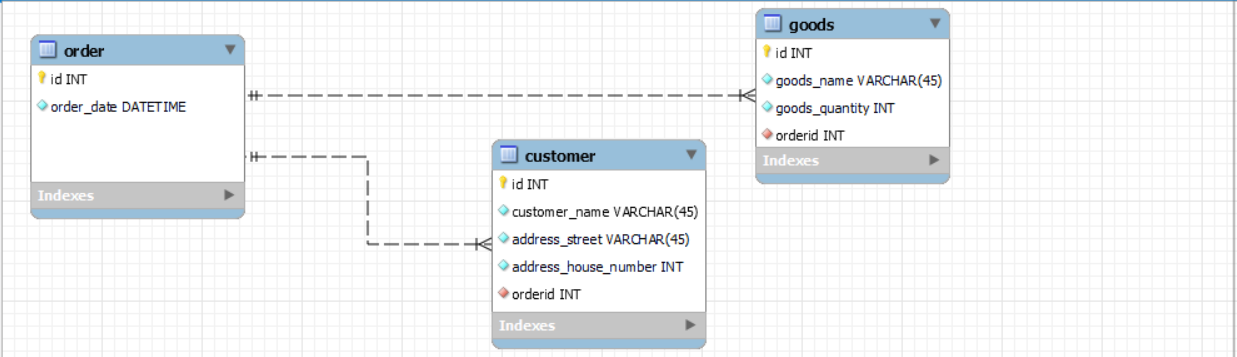 order
id INT
order_date DATETIME
Indexes
customer
id INT
customer_name VARCHAR(45)
address_street VARCHAR(45)
address_house_number INT
orderid INT
Indexes
goods
id INT
goods_name VARCHAR(45)
goods_quantity INT
orderid INT
Indexes